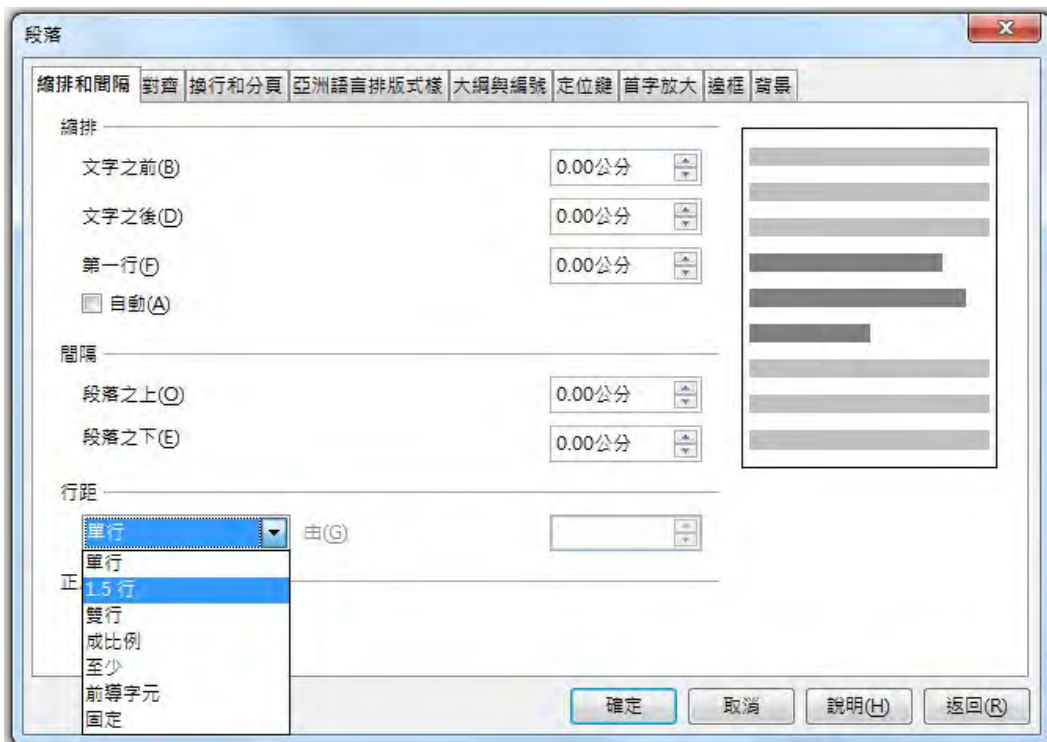 段落
縮排和間隔 對齊 換行和分頁 亞洲語言排版式樣 大綱與編號 定位鍵 首字放大 邊框 背景
縮排
文字之前(B) 0.00公分
文字之後(D) 0.00公分
第一行(F) 0.00公分
自動(A)
間隔
段落之上(O) 0.00公分
段落之下(E) 0.00公分
行距
單行 由(G)
單行
正
1.5 行
雙行
成比例
至少
前導字元
固定
確定 取消 說明(H) 返回(R)